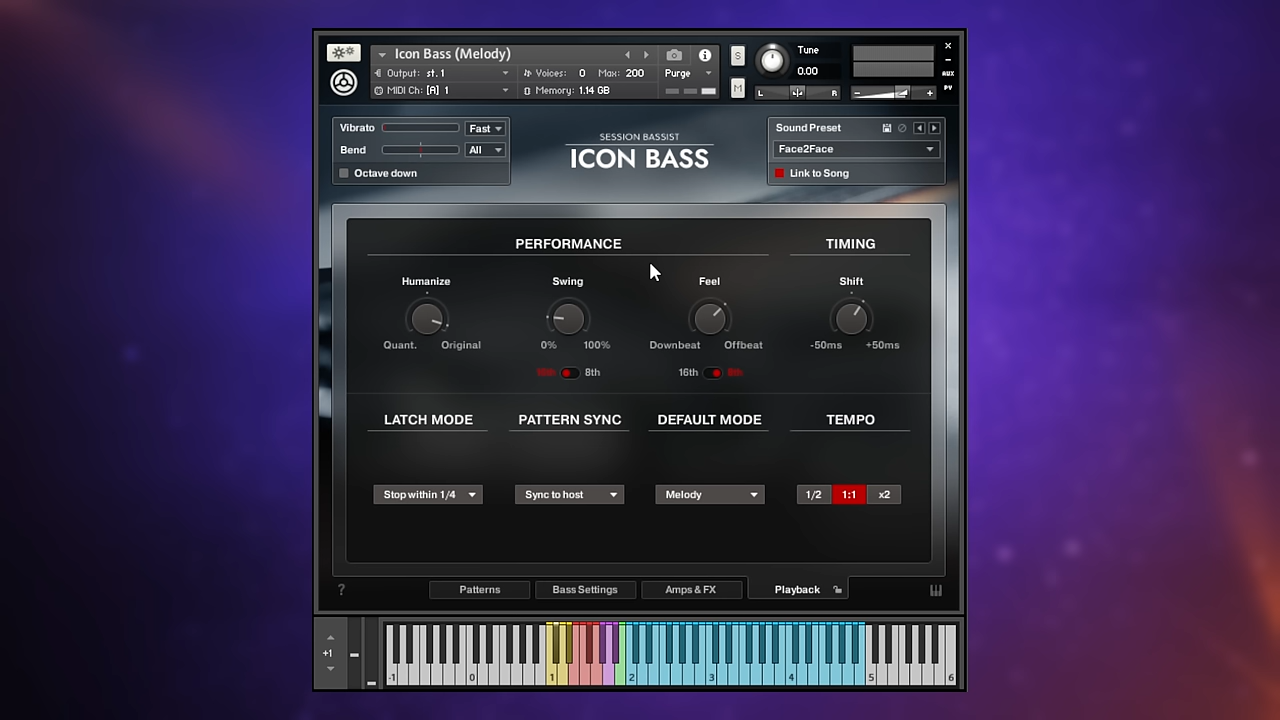 Icon Bass (Melody)
S
Tune
0.00
Output: st. 1
Voices: 0 Max: 200
Purge
MIDI Ch: [A] 1
Memory: 1.14 GB
M
L
R
AUX
PV
Vibrato
Fast
Bend
All
Octave down
SESSION BASSIST
ICON BASS
Sound Preset
Face2Face
Link to Song
PERFORMANCE
TIMING
Humanize
Swing
Feel
Shift
Quant.
Original
0%
100%
Downbeat
Offbeat
-50ms
+50ms
16th
8th
16th
8th
LATCH MODE
PATTERN SYNC
DEFAULT MODE
TEMPO
Stop within 1/4
Sync to host
Melody
1/2
1:1
x2
?
Patterns
Bass Settings
Amps & FX
Playback
+1
-1
0
1
2
3
4
5
6